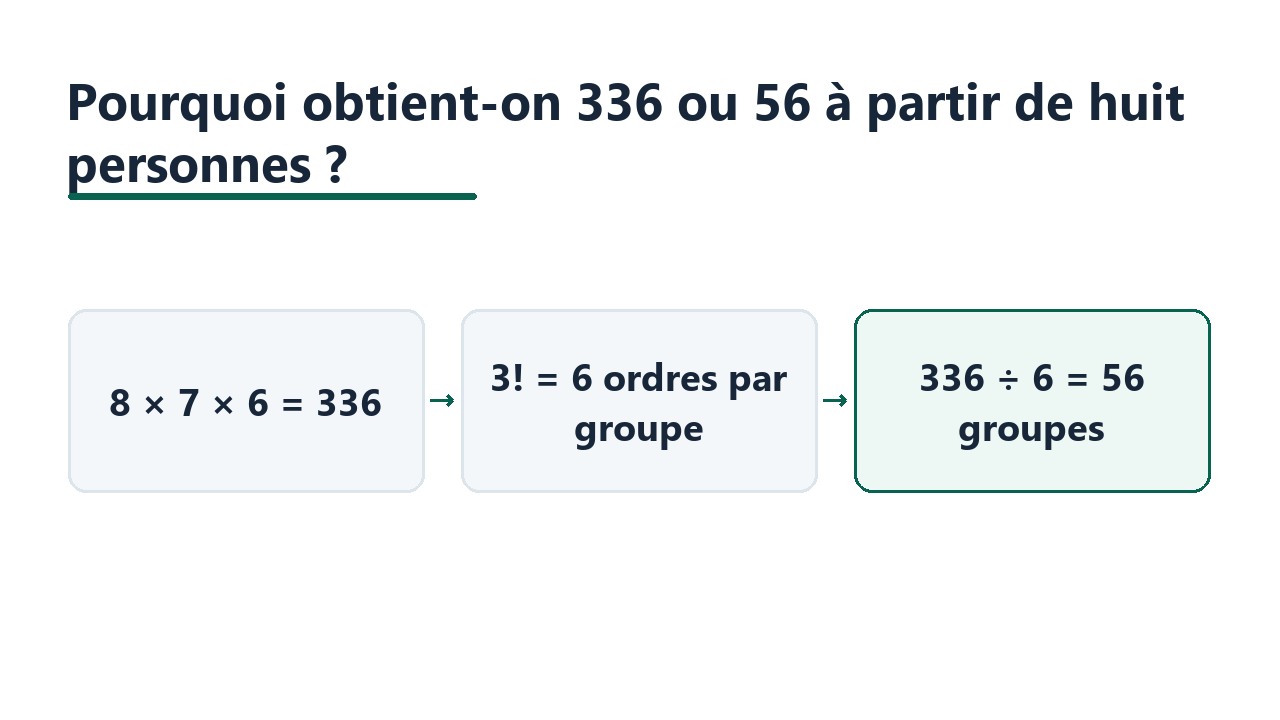 Pourquoi obtient-on 336 ou 56 à partir de huit
personnes ?
8 × 7 × 6 = 336
→
3! = 6 ordres par
groupe
→
336 ÷ 6 = 56
groupes